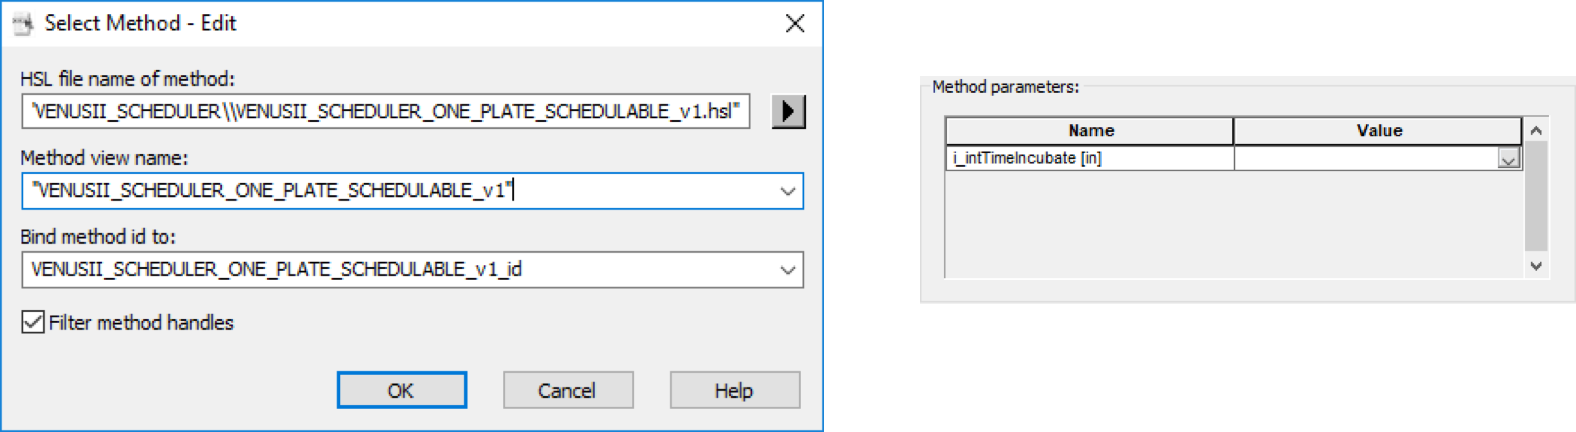 Select Method - Edit
HSL file name of method:
"VENUSII_SCHEDULER\\VENUSII_SCHEDULER_ONE_PLATE_SCHEDULABLE_v1.hsl"
Method view name:
"VENUSII_SCHEDULER_ONE_PLATE_SCHEDULABLE_v1"
Bind method id to:
VENUSII_SCHEDULER_ONE_PLATE_SCHEDULABLE_v1_id
Filter method handles
OK Cancel Help
Method parameters:
Name Value
i_intTimeIncubate [in]